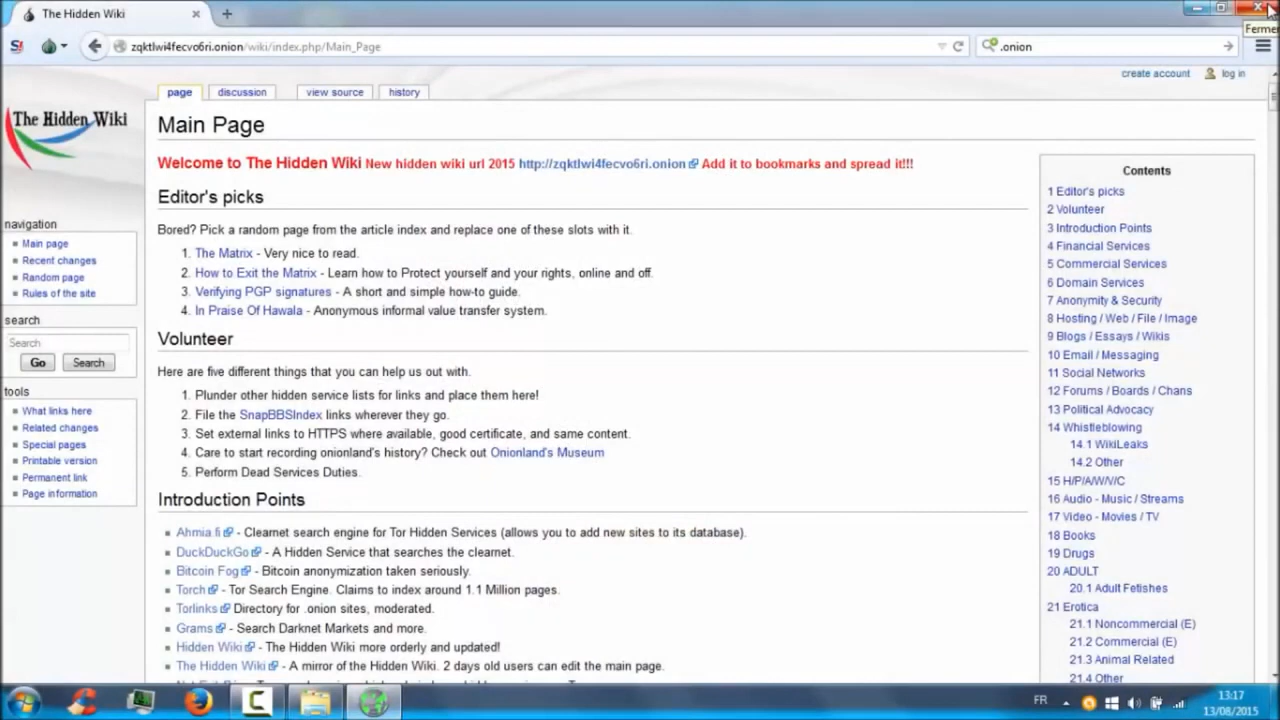 The Hidden Wiki
zqktlwi4fecvo6ri.onion/wiki/index.php/Main_Page
.onion
Fermer
create account log in
page discussion view source history
The Hidden Wiki
Main Page
Welcome to The Hidden Wiki New hidden wiki url 2015 http://zqktlwi4fecvo6ri.onion Add it to bookmarks and spread it!!!
Editor's picks
Bored? Pick a random page from the article index and replace one of these slots with it.
1. The Matrix - Very nice to read.
2. How to Exit the Matrix - Learn how to Protect yourself and your rights, online and off.
3. Verifying PGP signatures - A short and simple how-to guide.
4. In Praise Of Hawala - Anonymous informal value transfer system.
Volunteer
Here are five different things that you can help us out with.
1. Plunder other hidden service lists for links and place them here!
2. File the SnapBBSIndex links wherever they go.
3. Set external links to HTTPS where available, good certificate, and same content.
4. Care to start recording onionland's history? Check out Onionland's Museum
5. Perform Dead Services Duties.
Introduction Points
Ahmia.fi - Clearnet search engine for Tor Hidden Services (allows you to add new sites to its database).
DuckDuckGo - A Hidden Service that searches the clearnet.
Bitcoin Fog - Bitcoin anonymization taken seriously.
Torch - Tor Search Engine. Claims to index around 1.1 Million pages.
Torlinks Directory for .onion sites, moderated.
Grams - Search Darknet Markets and more.
Hidden Wiki - The Hidden Wiki more orderly and updated!
The Hidden Wiki - A mirror of the Hidden Wiki. 2 days old users can edit the main page.
navigation
Main page
Recent changes
Random page
Rules of the site
search
Search
Go Search
tools
What links here
Related changes
Special pages
Printable version
Permanent link
Page information
Contents
1 Editor's picks
2 Volunteer
3 Introduction Points
4 Financial Services
5 Commercial Services
6 Domain Services
7 Anonymity & Security
8 Hosting / Web / File / Image
9 Blogs / Essays / Wikis
10 Email / Messaging
11 Social Networks
12 Forums / Boards / Chans
13 Political Advocacy
14 Whistleblowing
14.1 WikiLeaks
14.2 Other
15 H/P/A/W/V/C
16 Audio - Music / Streams
17 Video - Movies / TV
18 Books
19 Drugs
20 ADULT
20.1 Adult Fetishes
21 Erotica
21.1 Noncommercial (E)
21.2 Commercial (E)
21.3 Animal Related
21.4 Other
FR
13:17
13/08/2015